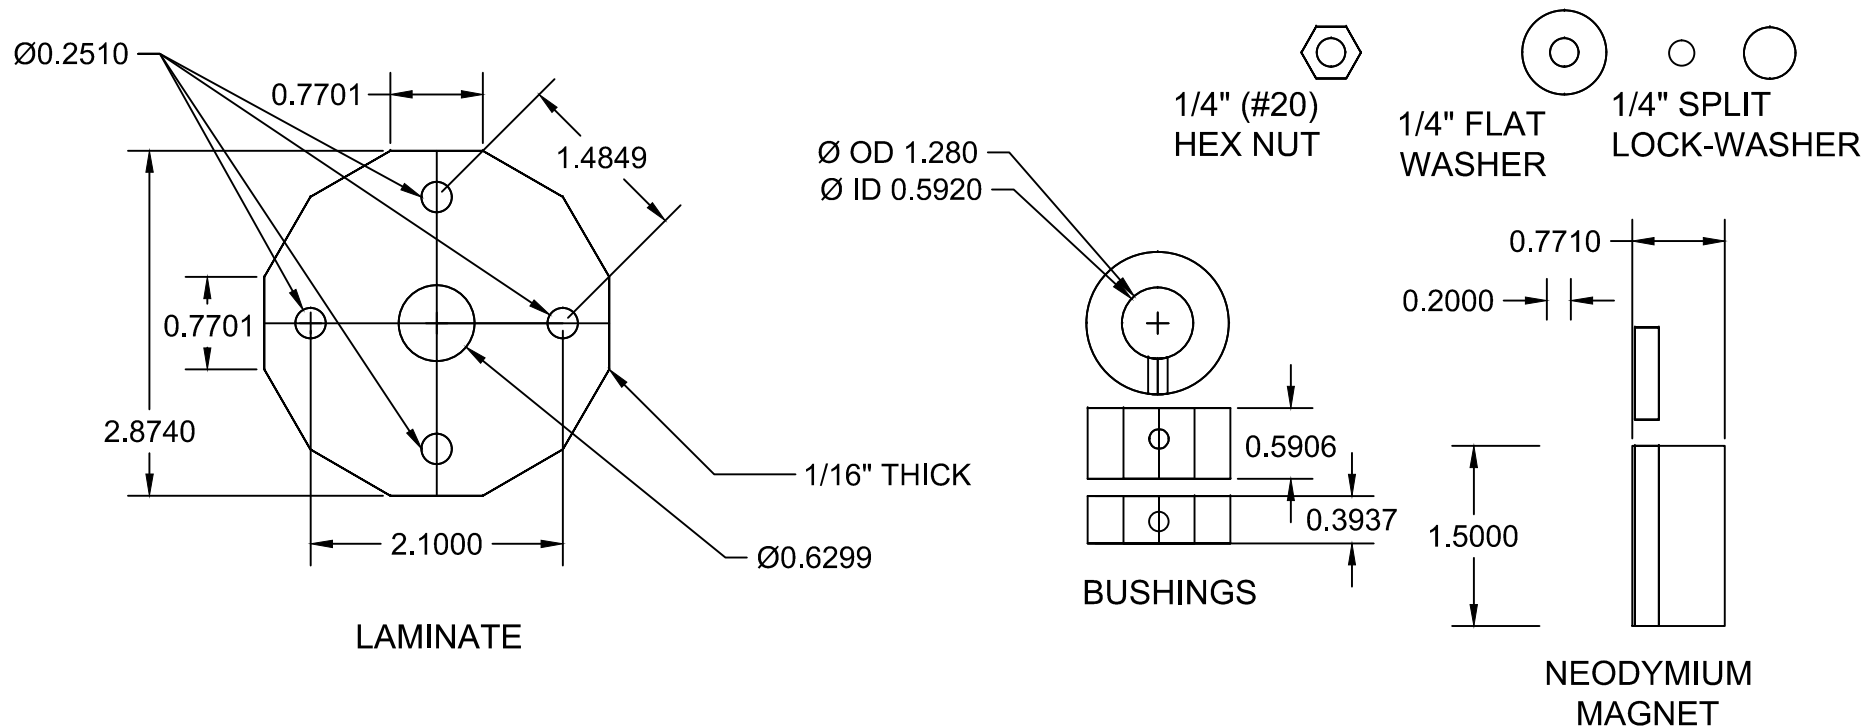 Ø0.2510
0.7701
1.4849
0.7701
2.8740
1/16" THICK
2.1000
Ø0.6299
LAMINATE
Ø OD 1.280
Ø ID 0.5920
0.5906
0.3937
BUSHINGS
1/4" (#20)
HEX NUT
1/4" FLAT
WASHER
1/4" SPLIT
LOCK-WASHER
0.7710
0.2000
1.5000
NEODYMIUM
MAGNET